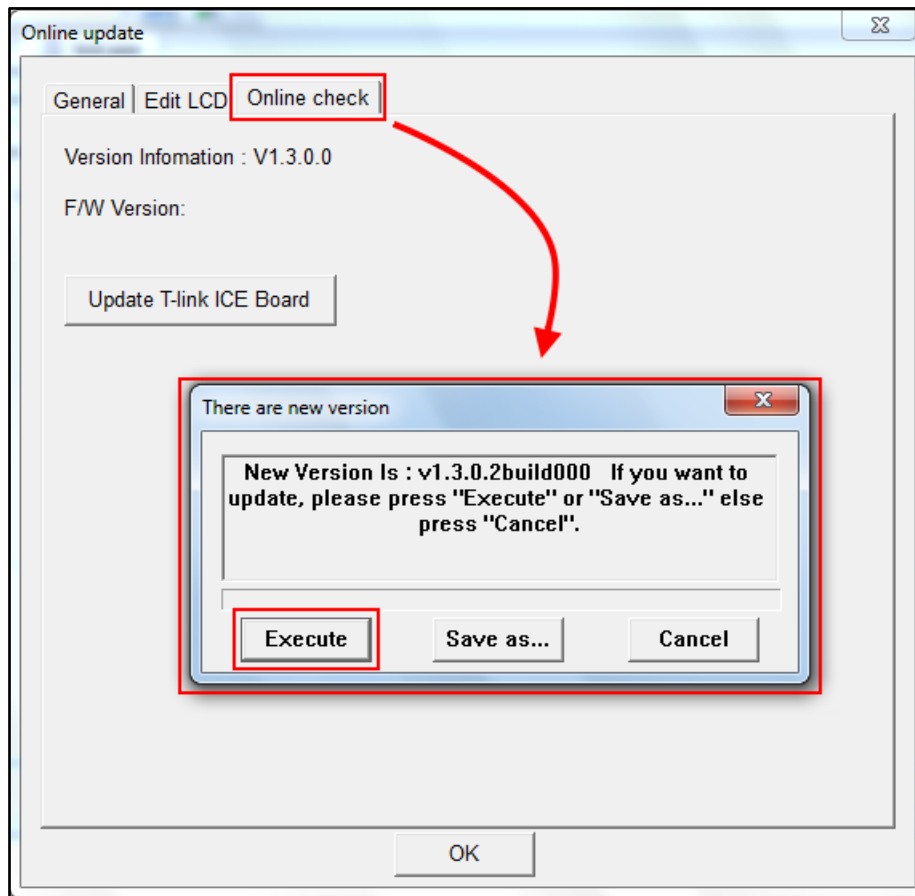 Online update
General Edit LCD Online check
Version Infomation : V1.3.0.0
F/W Version:
Update T-link ICE Board
There are new version
New Version Is : v1.3.0.2build000 If you want to
update, please press "Execute" or "Save as..." else
press "Cancel".
Execute Save as... Cancel
OK